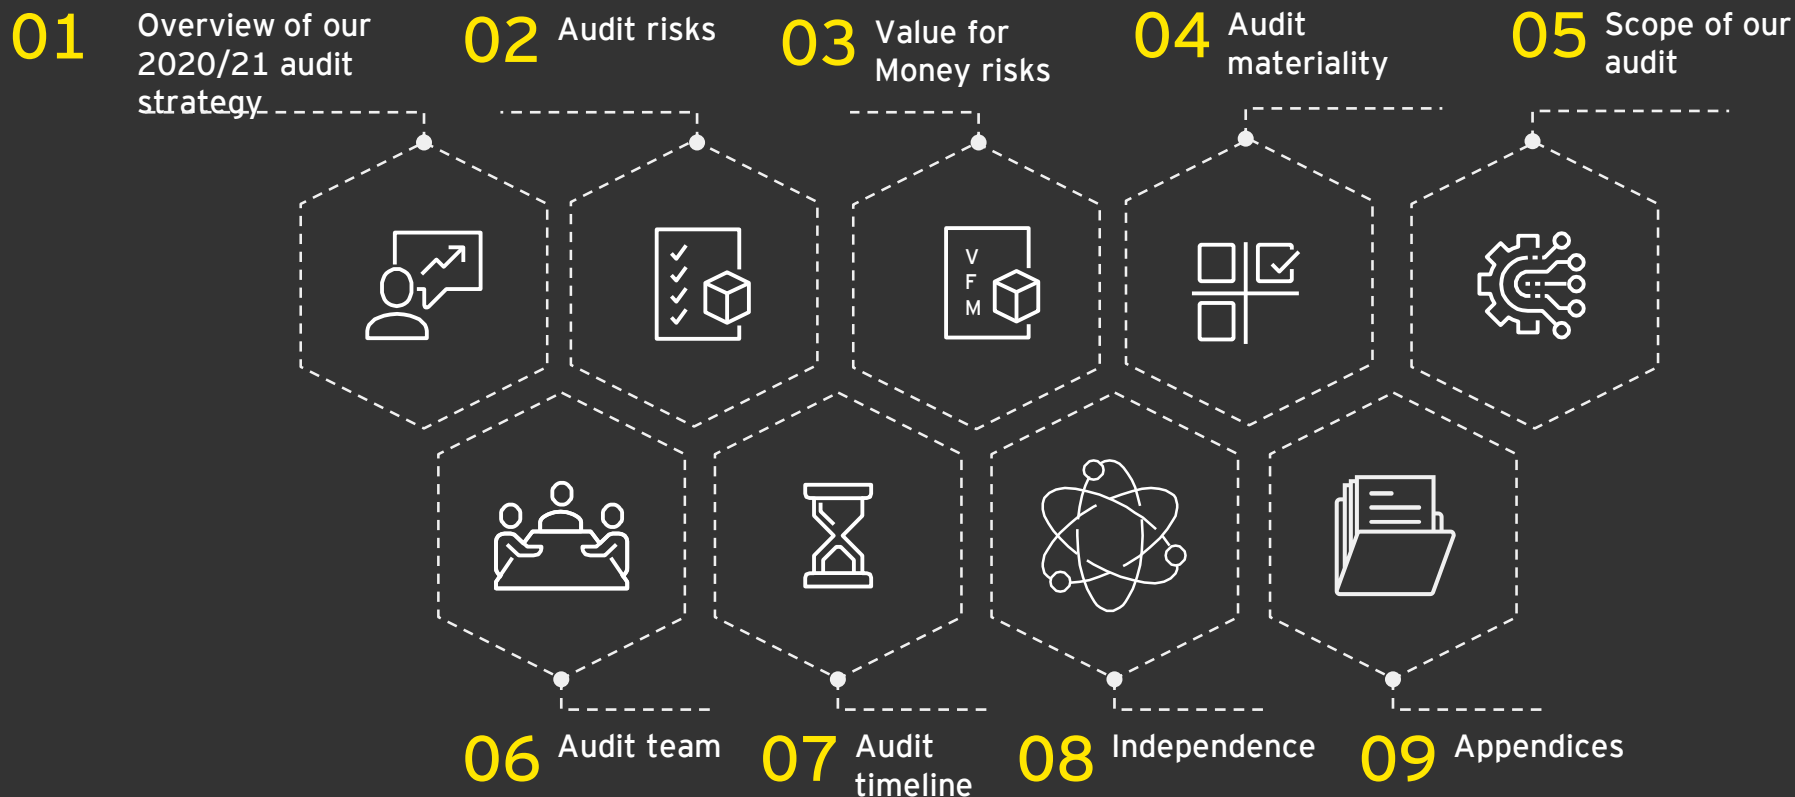 01
Overview of our
2020/21 audit
strategy
02
Audit risks
03
Value for
Money risks
04
Audit
materiality
05
Scope of our
audit
V
F
M
06
Audit team
07
Audit
timeline
08
Independence
09
Appendices